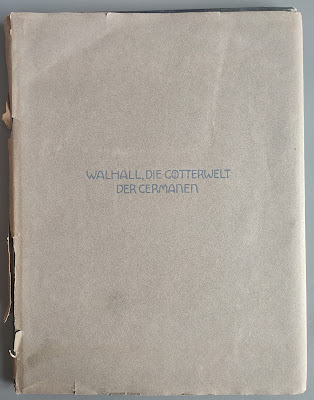 WALHALL, DIE GÖTTERWELT
DER GERMANEN